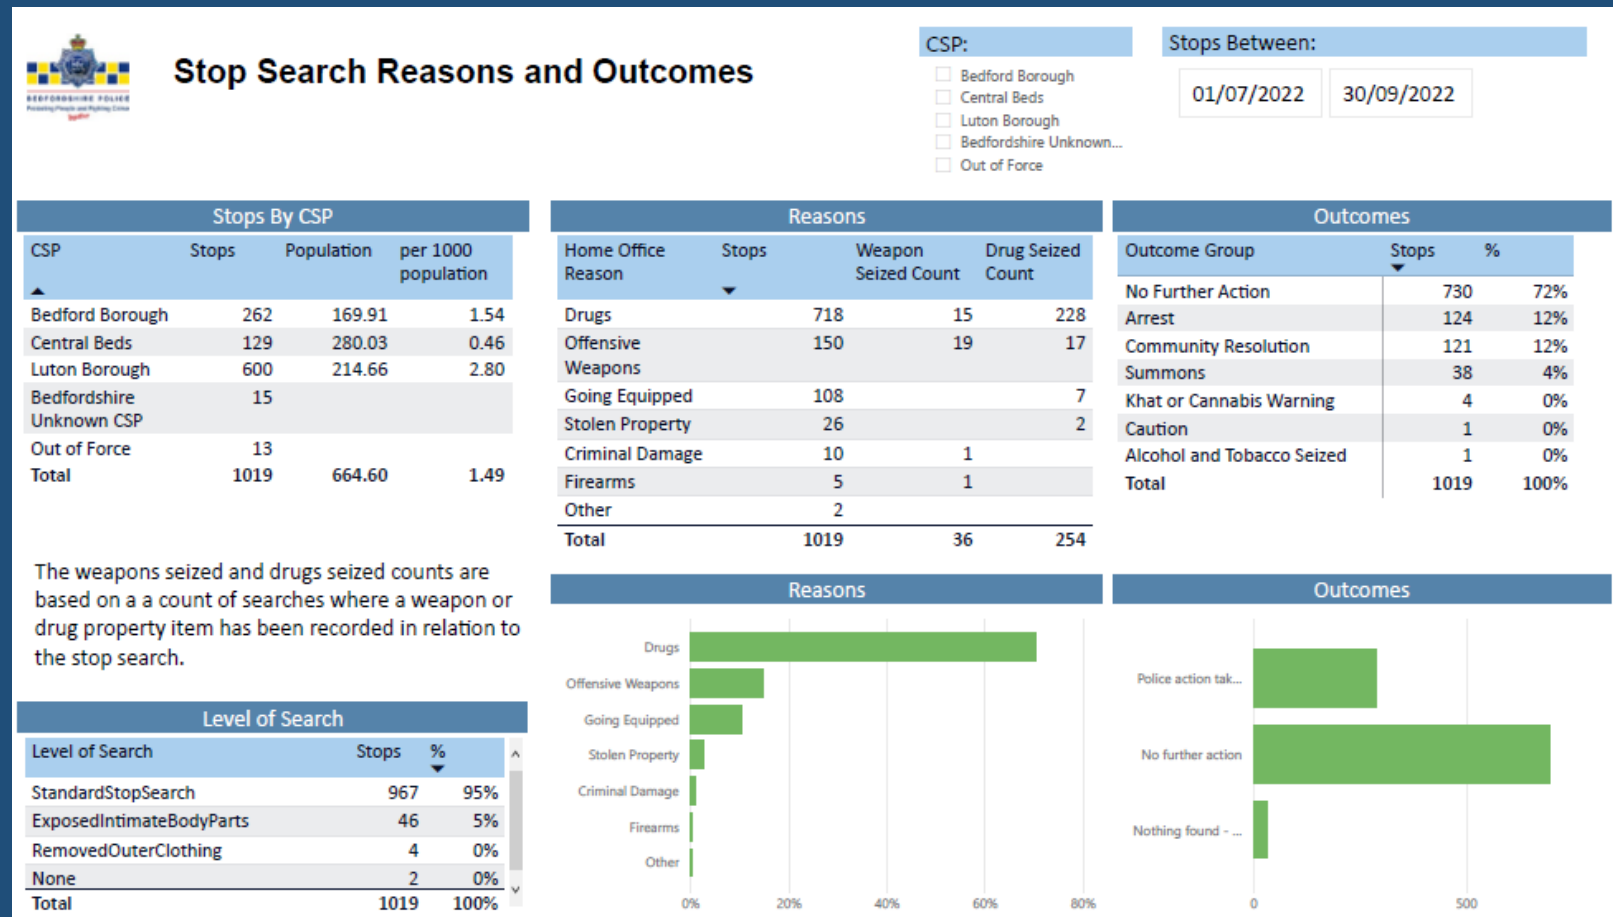 BEDFORDSHIRE POLICE
Stop Search Reasons and Outcomes
CSP:
Bedford Borough
Central Beds
Luton Borough
Bedfordshire Unknown...
Out of Force
Stops Between:
01/07/2022 30/09/2022
Stops By CSP
CSP Stops Population per 1000
population
Bedford Borough 262 169.91 1.54
Central Beds 129 280.03 0.46
Luton Borough 600 214.66 2.80
Bedfordshire 15
Unknown CSP
Out of Force 13
Total 1019 664.60 1.49
The weapons seized and drugs seized counts are
based on a a count of searches where a weapon or
drug property item has been recorded in relation to
the stop search.
Level of Search
Level of Search Stops %
StandardStopSearch 967 95%
ExposedIntimateBodyParts 46 5%
RemovedOuterClothing 4 0%
None 2 0%
Total 1019 100%
Reasons
Home Office Stops Weapon Drug Seized
Reason Seized Count Count
Drugs 718 15 228
Offensive 150 19 17
Weapons
Going Equipped 108 7
Stolen Property 26 2
Criminal Damage 10 1
Firearms 5 1
Other 2
Total 1019 36 254
Reasons
Drugs
Offensive Weapons
Going Equipped
Stolen Property
Criminal Damage
Firearms
Other
0% 20% 40% 60% 80%
Outcomes
Outcome Group Stops %
No Further Action 730 72%
Arrest 124 12%
Community Resolution 121 12%
Summons 38 4%
Khat or Cannabis Warning 4 0%
Caution 1 0%
Alcohol and Tobacco Seized 1 0%
Total 1019 100%
Outcomes
Police action tak...
No further action
Nothing found - ...
0 500